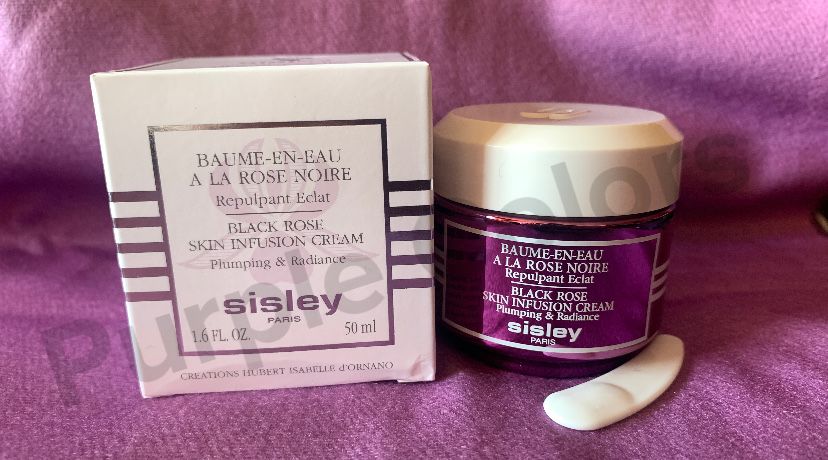 BAUME-EN-EAU
A LA ROSE NOIRE
Repulpant Eclat
BLACK ROSE
SKIN INFUSION CREAM
Plumping & Radiance
sisley
PARIS
1.6 FL. OZ. 50 ml
CREATIONS HUBERT ISABELLE d'ORNANO
BAUME-EN-EAU
A LA ROSE NOIRE
Repulpant Eclat
BLACK ROSE
SKIN INFUSION CREAM
Plumping & Radiance
sisley
PARIS
Purple Colors